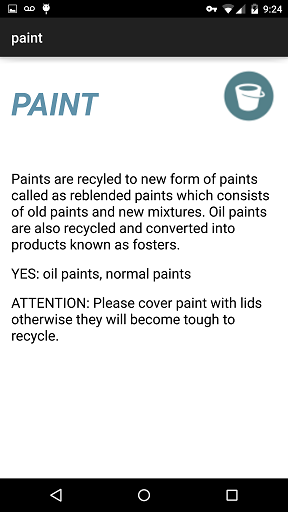 9:24
paint
PAINT
Paints are recyled to new form of paints
called as reblended paints which consists
of old paints and new mixtures. Oil paints
are also recycled and converted into
products known as fosters.
YES: oil paints, normal paints
ATTENTION: Please cover paint with lids
otherwise they will become tough to
recycle.